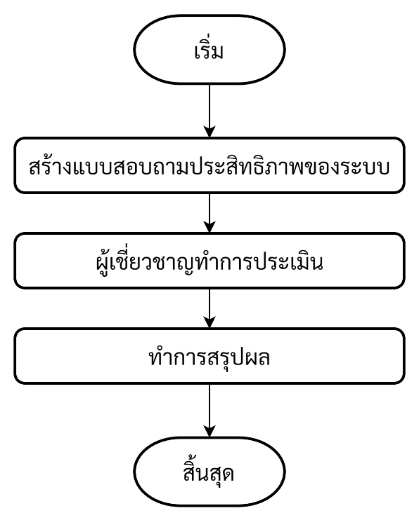 เริ่ม
สร้างแบบสอบถามประสิทธิภาพของระบบ
ผู้เชี่ยวชาญทำการประเมิน
ทำการสรุปผล
สิ้นสุด